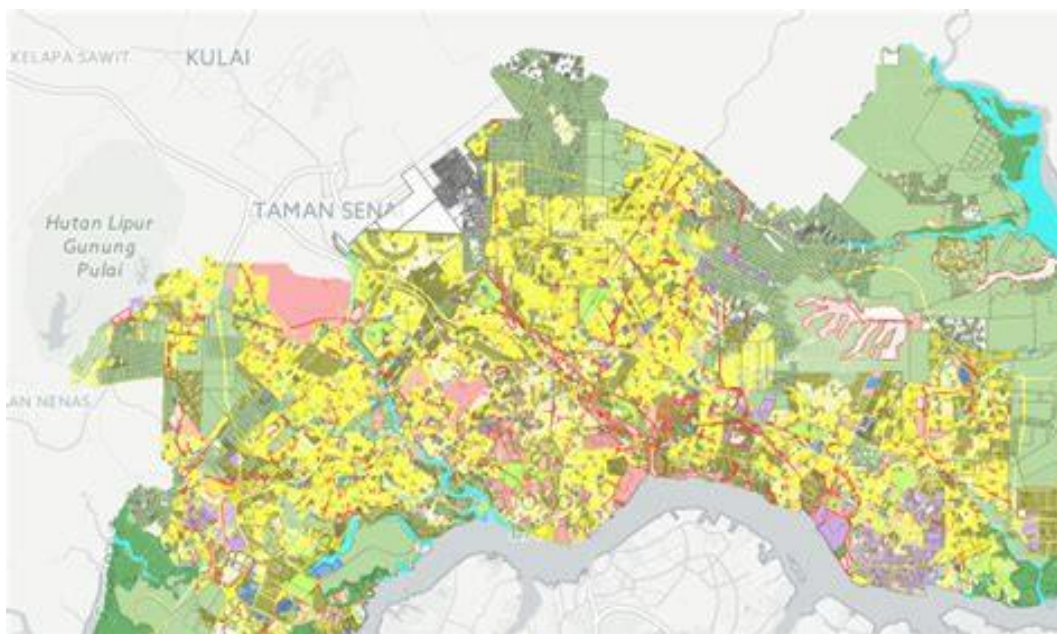 KELAPA SAWIT
KULAI
TAMAN SENA
Hutan Lipur
Gunung
Pulai
AN NENAS